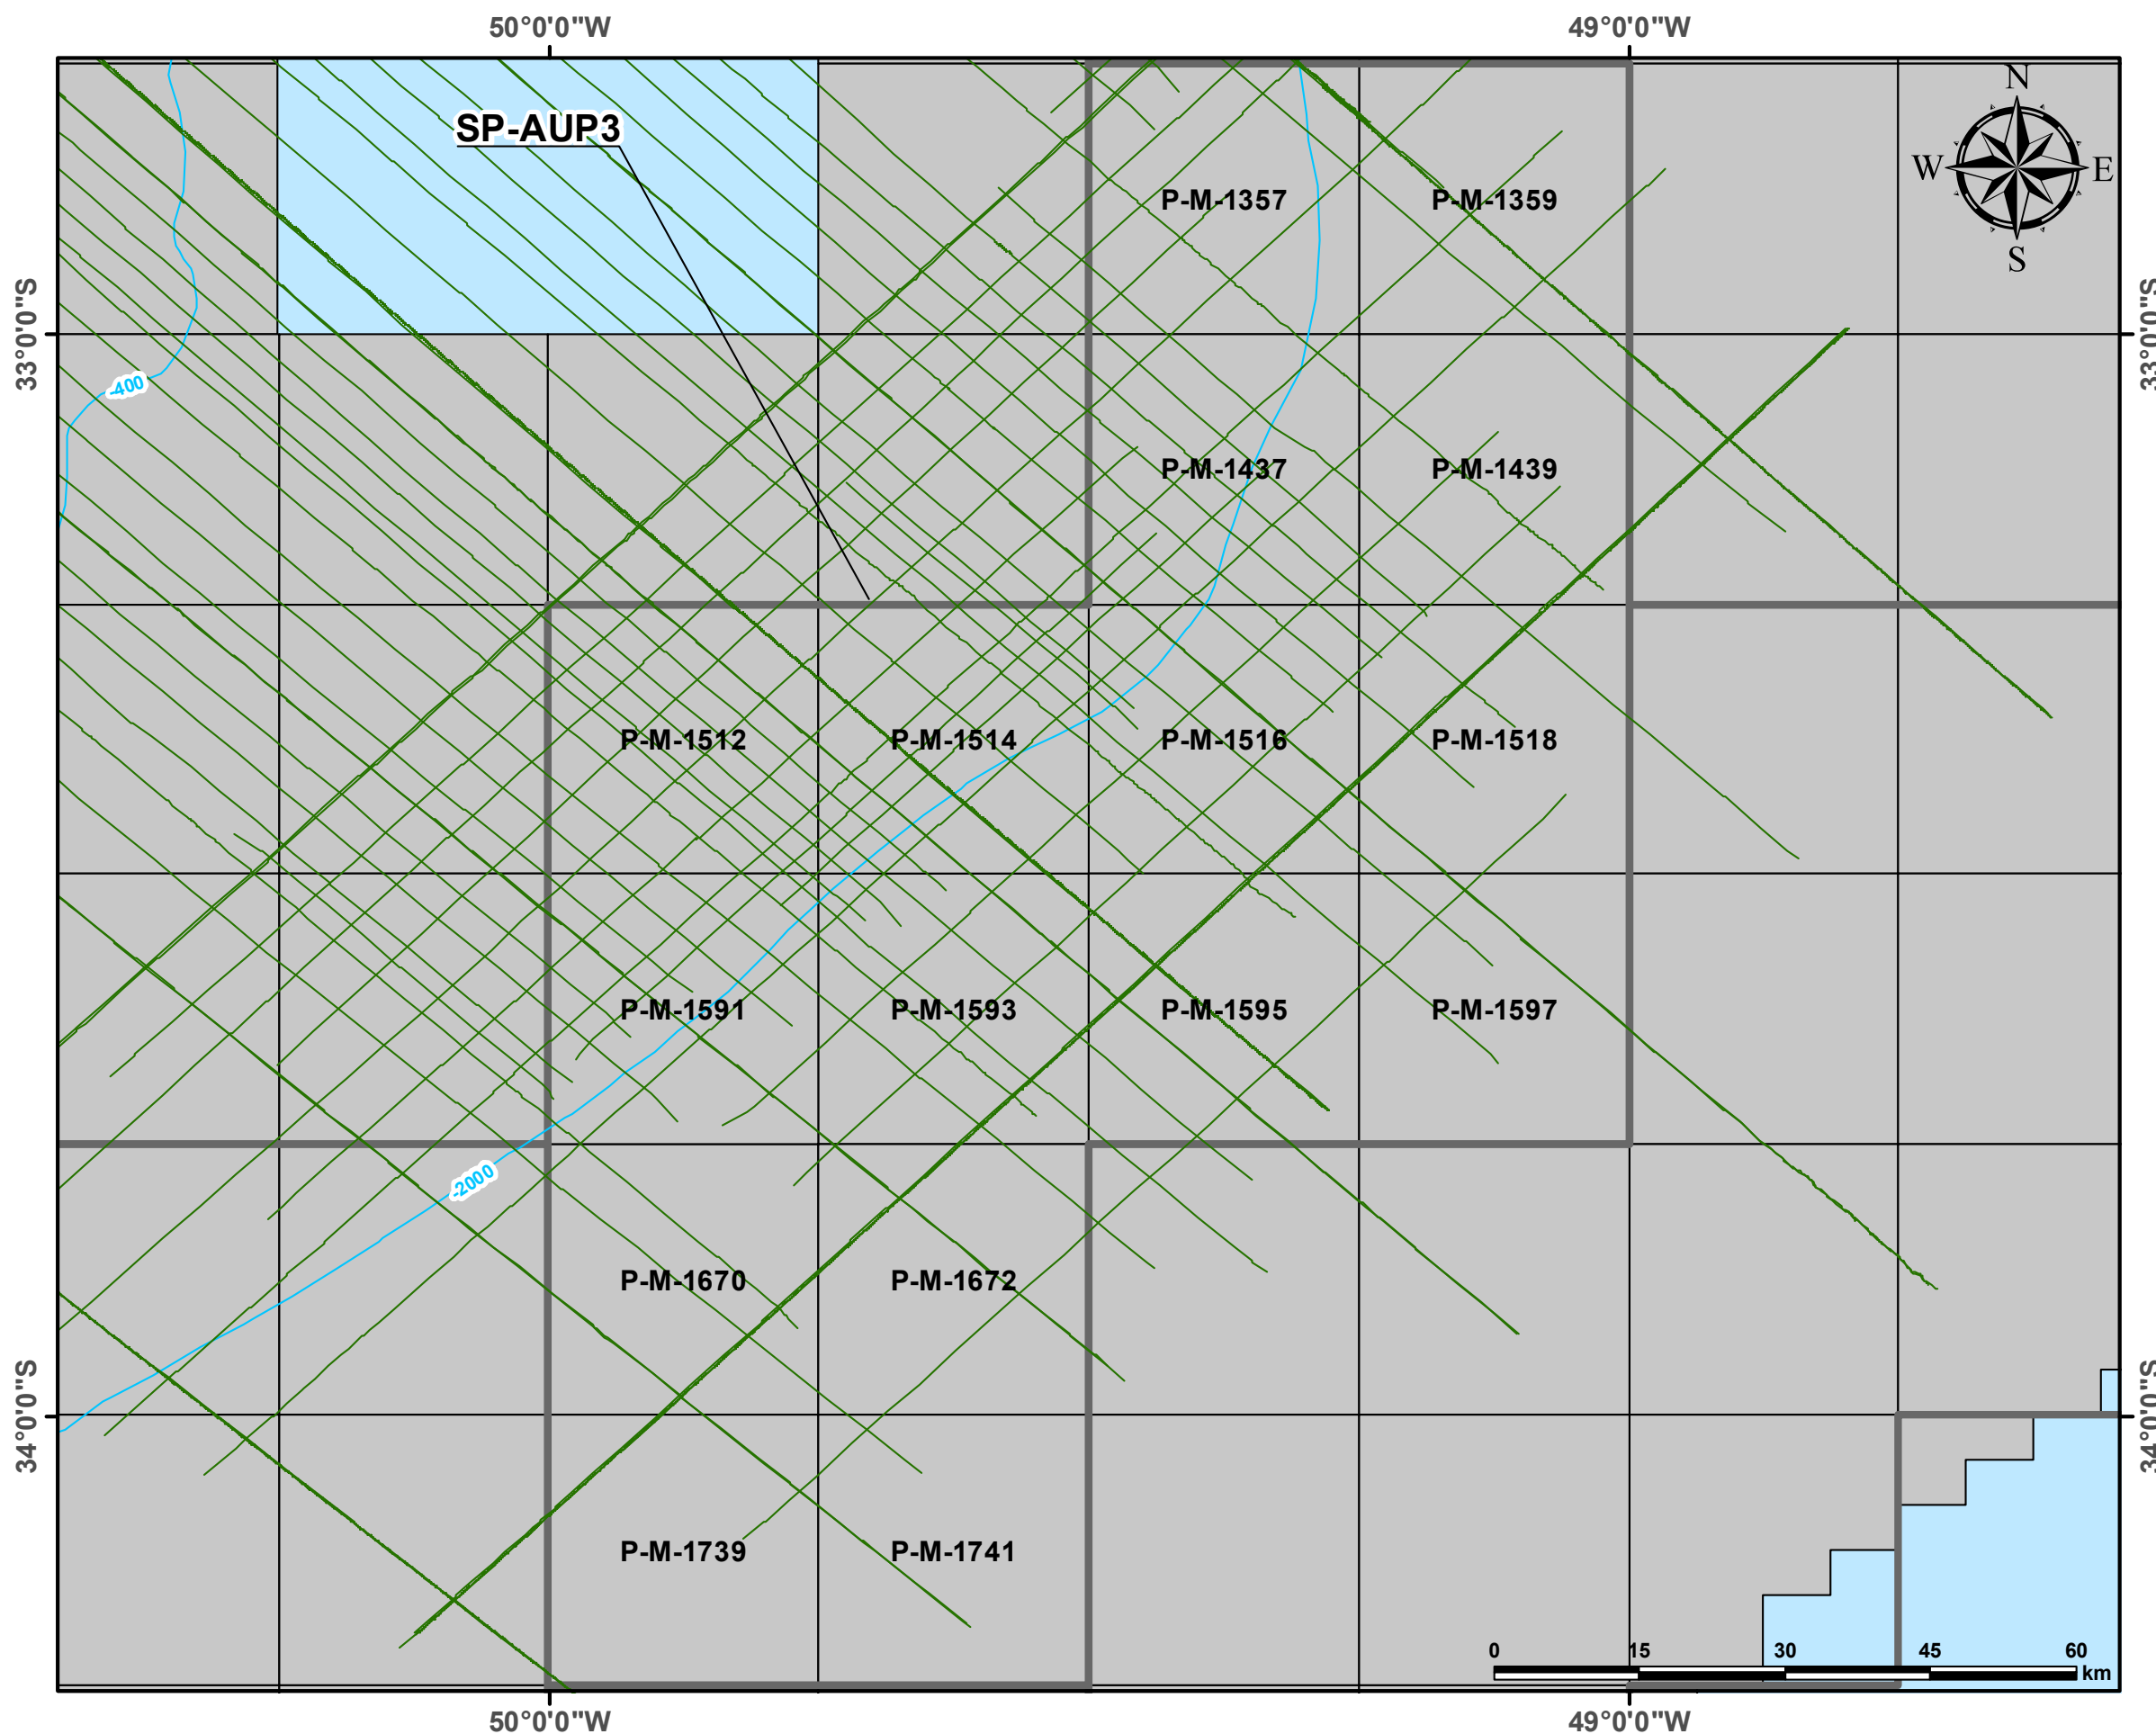 50°0'0"W 49°0'0"W
N
W E
S
SP-AUP3
P-M-1357 P-M-1359
33°0'0"S 33°0'0"S
-400
P-M-1437 P-M-1439
P-M-1512 P-M-1514 P-M-1516 P-M-1518
P-M-1591 P-M-1593 P-M-1595 P-M-1597
-2000
P-M-1670 P-M-1672
34°0'0"S 34°0'0"S
P-M-1739 P-M-1741
0 15 30 45 60
km
50°0'0"W 49°0'0"W